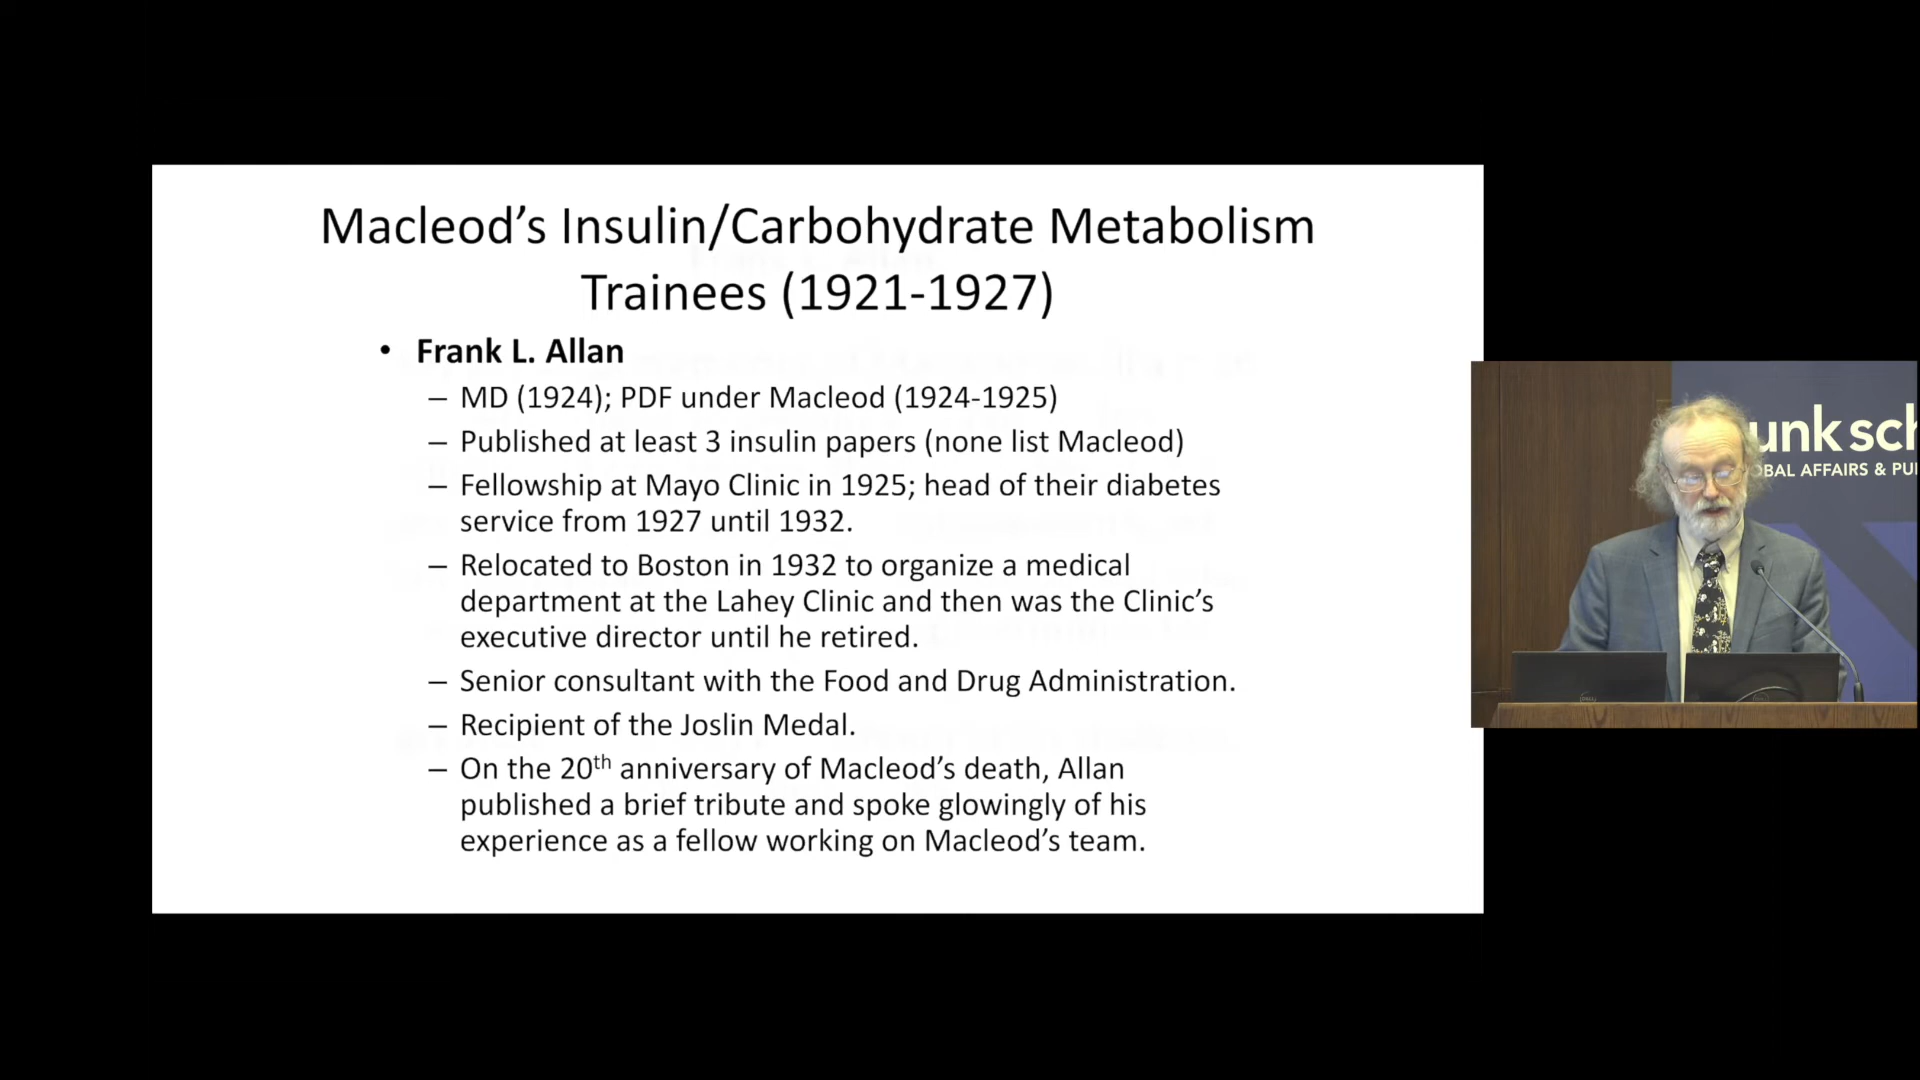 Macleod's Insulin/Carbohydrate Metabolism
Trainees (1921-1927)
• Frank L. Allan
– MD (1924); PDF under Macleod (1924-1925)
– Published at least 3 insulin papers (none list Macleod)
– Fellowship at Mayo Clinic in 1925; head of their diabetes
service from 1927 until 1932.
– Relocated to Boston in 1932 to organize a medical
department at the Lahey Clinic and then was the Clinic's
executive director until he retired.
– Senior consultant with the Food and Drug Administration.
– Recipient of the Joslin Medal.
– On the 20th anniversary of Macleod's death, Allan
published a brief tribute and spoke glowingly of his
experience as a fellow working on Macleod's team.
unk sch
OBAL AFFAIRS & PU